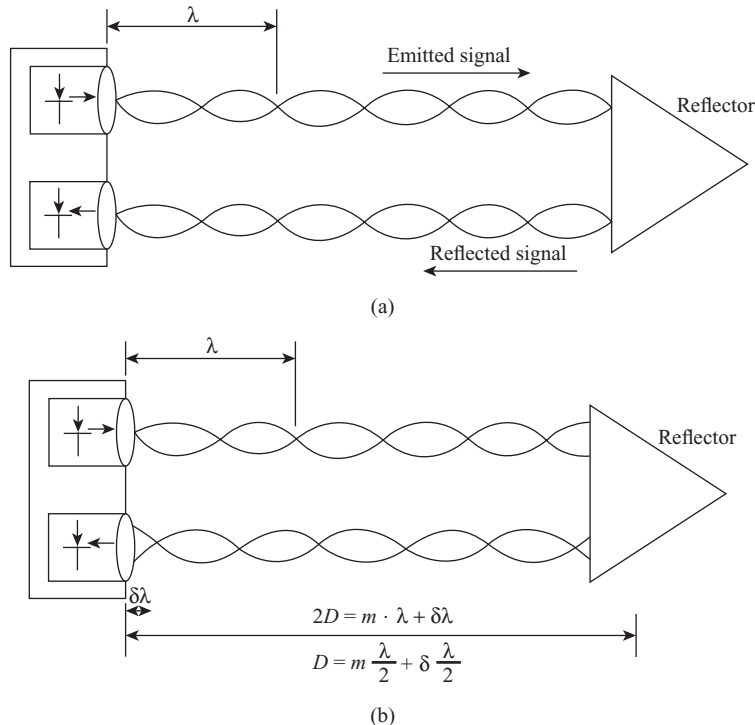 λ
Emitted signal
Reflector
Reflected signal
(a)
λ
Reflector
δλ
2D = m · λ + δλ
D = m λ/2 + δ λ/2
(b)